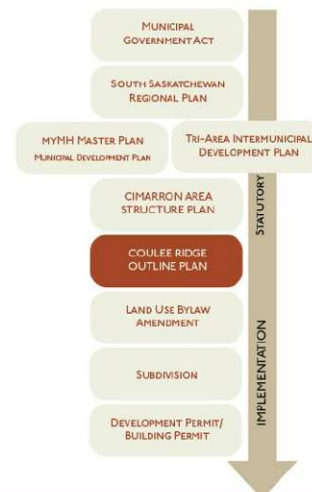 MUNICIPAL
GOVERNMENT ACT
SOUTH SASKATCHEWAN
REGIONAL PLAN
MYMH MASTER PLAN
MUNICIPAL DEVELOPMENT PLAN
TRI-AREA INTERMUNICIPAL
DEVELOPMENT PLAN
CIMARRON AREA
STRUCTURE PLAN
COULEE RIDGE
OUTLINE PLAN
LAND USE BYLAW
AMENDMENT
SUBDIVISION
DEVELOPMENT PERMIT/
BUILDING PERMIT
STATUTORY
IMPLEMENTATION